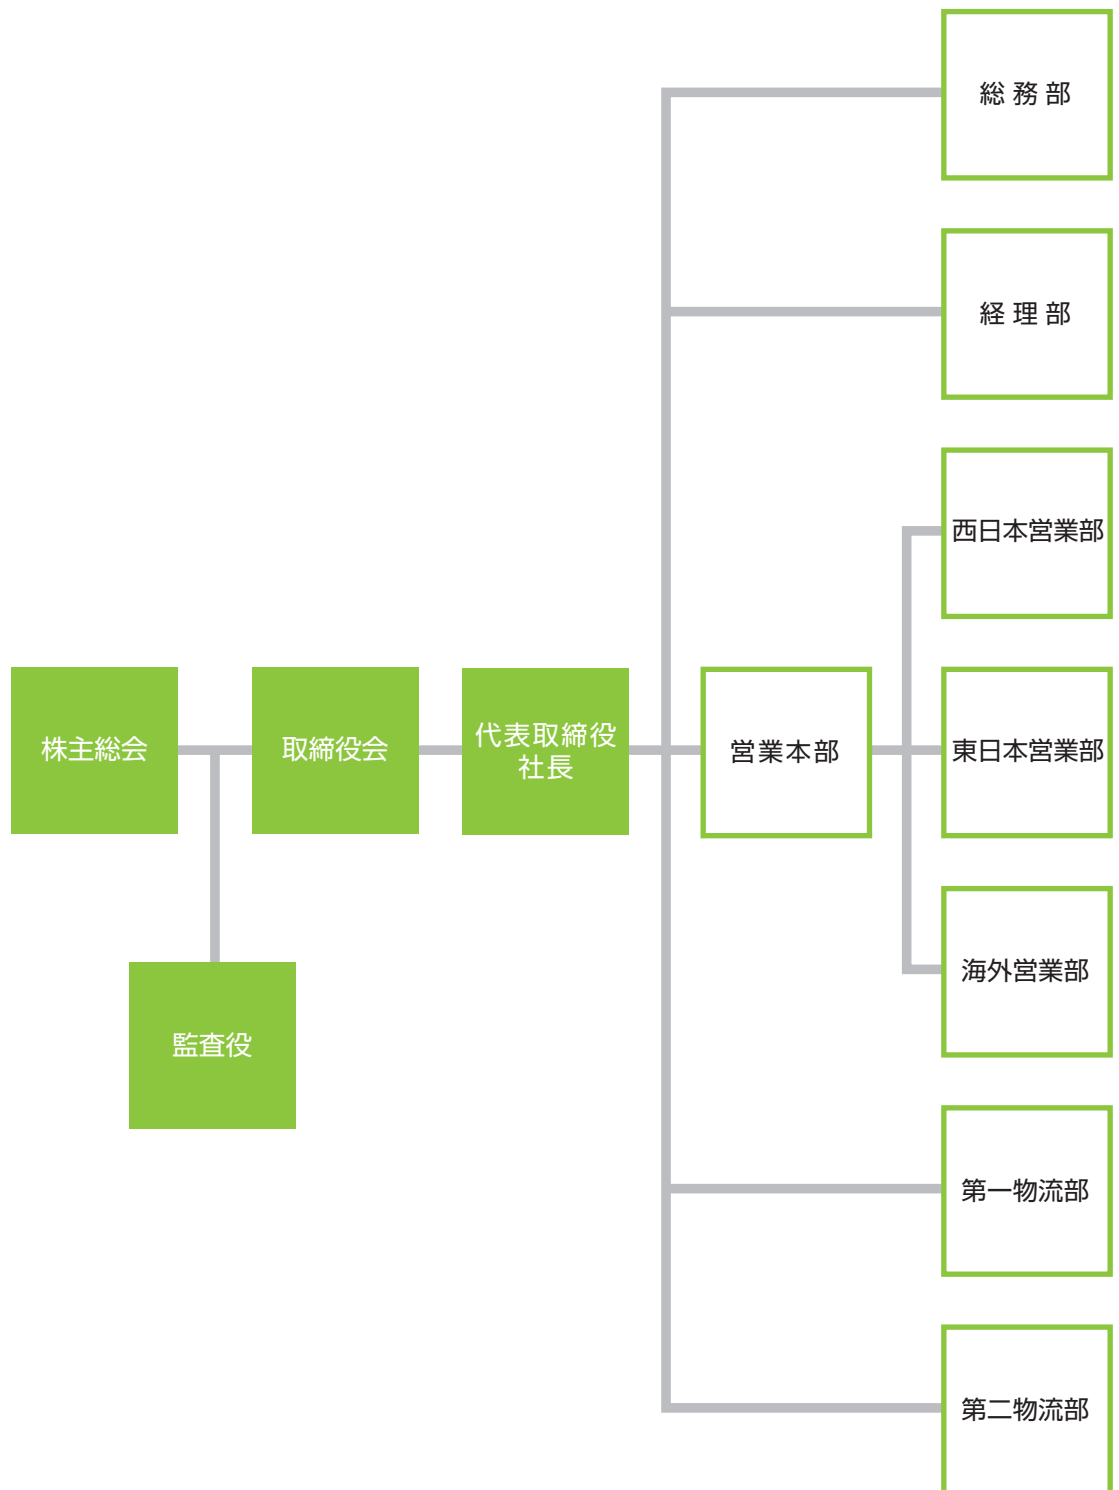 総務部
経理部
西日本営業部
株主総会
取締役会
代表取締役
社長
営業本部
東日本営業部
海外営業部
監査役
第一物流部
第二物流部